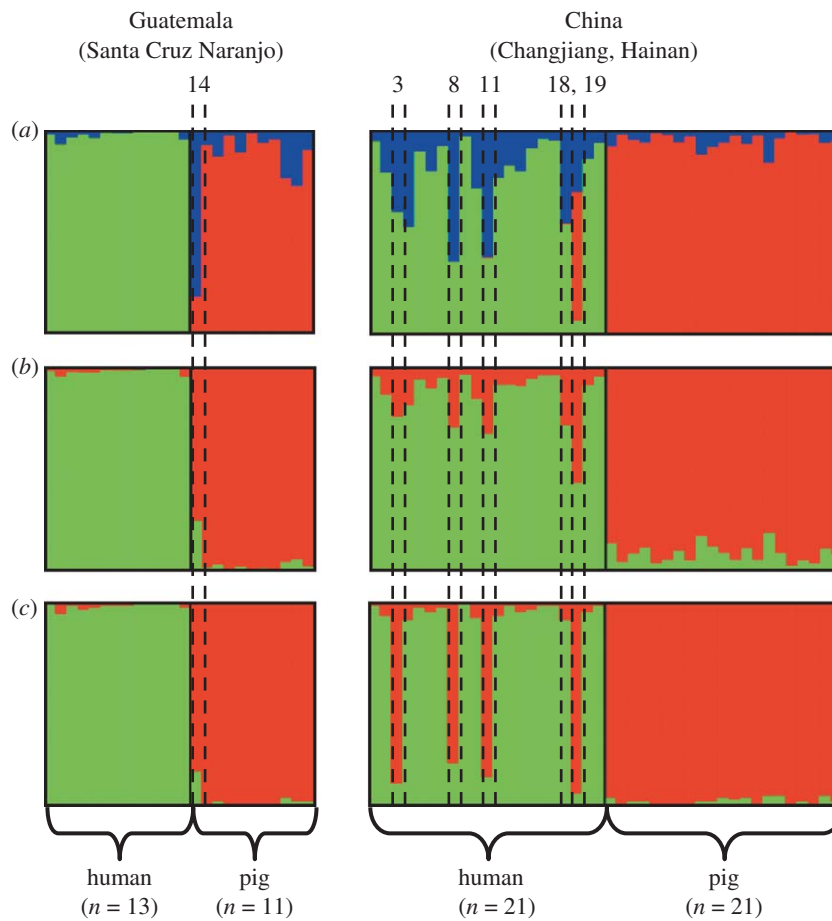 Guatemala
(Santa Cruz Naranjo)
China
(Changjiang, Hainan)
14
3 8 11 18, 19
(a)
(b)
(c)
human
(n = 13)
pig
(n = 11)
human
(n = 21)
pig
(n = 21)